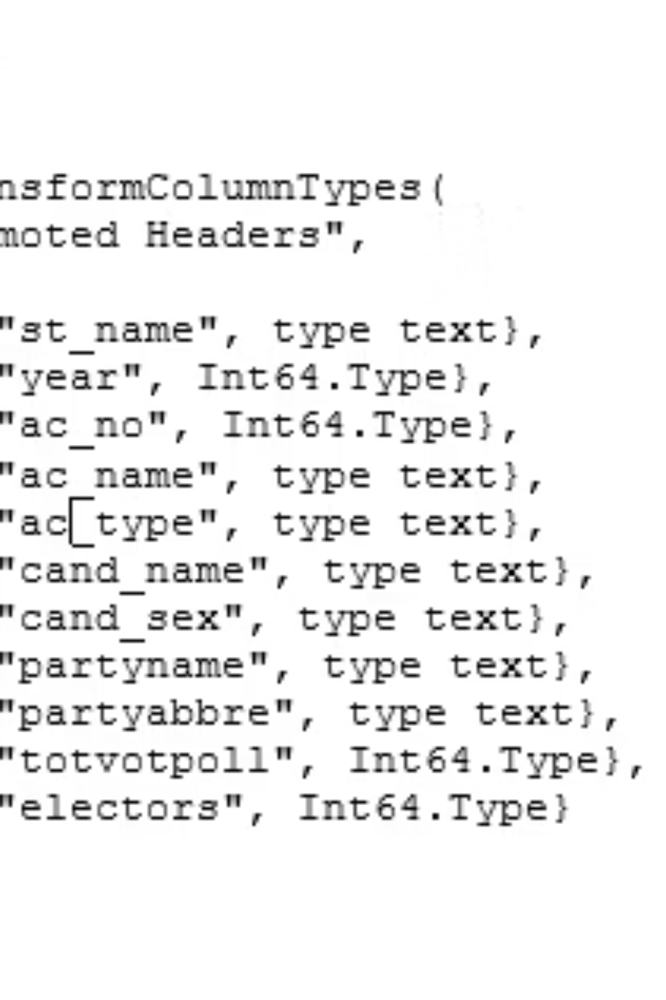 nsformColumnTypes(
moted Headers",
"st_name", type text},
"year", Int64.Type},
"ac_no", Int64.Type},
"ac_name", type text},
"ac_type", type text},
"cand_name", type text},
"cand_sex", type text},
"partyname", type text},
"partyabbre", type text},
"totvotpoll", Int64.Type},
"electors", Int64.Type}